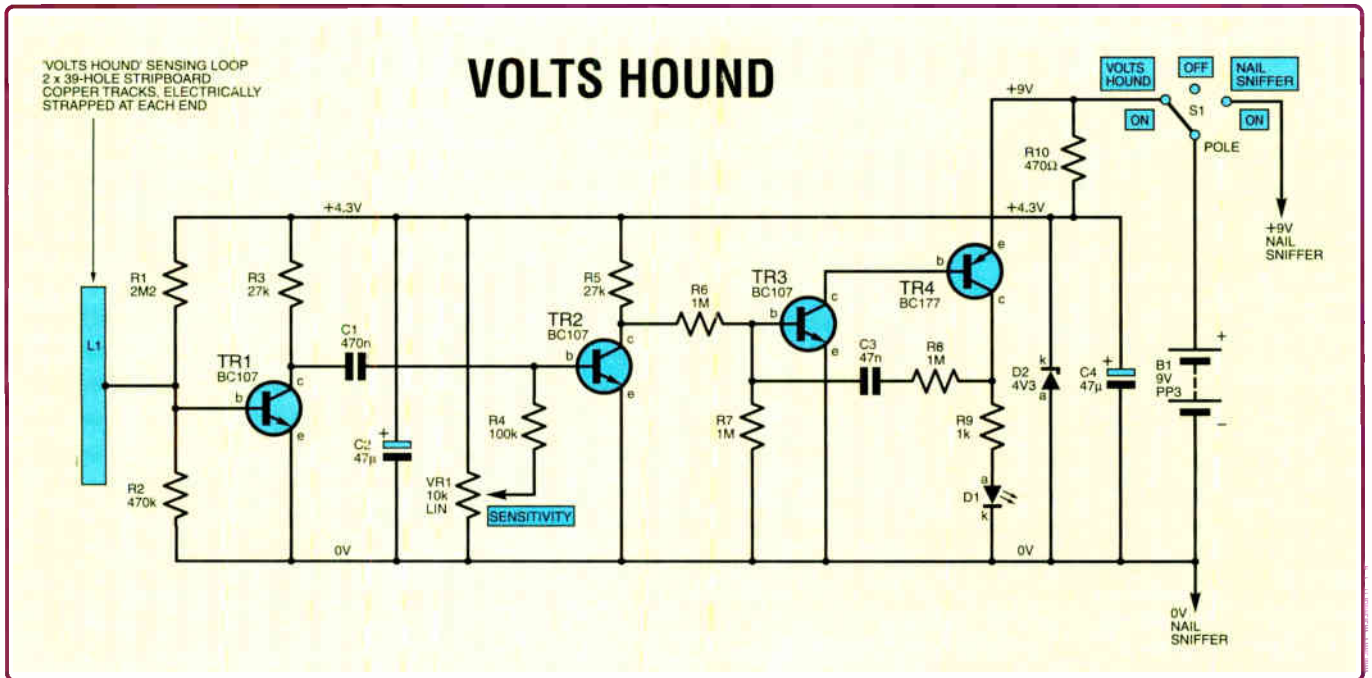 VOLTS HOUND
'VOLTS HOUND' SENSING LOOP
2 x 39-HOLE STRIPBOARD
COPPER TRACKS, ELECTRICALLY
STRAPPED AT EACH END
VOLTS
HOUND
OFF
NAIL
SNIFFER
+9V
S1
ON
ON
POLE
R10
470Ω
+4.3V
+4.3V
+9V
NAIL
SNIFFER
R1
2M2
R3
27k
R5
27k
R6
1M
TR3
BC107
b
c
e
TR4
BC177
b
e
c
L1
C1
470n
TR2
BC107
b
c
e
TR1
BC107
b
c
e
C3
47n
R8
1M
D2
4V3
k
a
+
C4
47µ
+
B1
9V
PP3
–
R4
100k
R7
1M
R9
1k
+
C2
47µ
R2
470k
VR1
10k
LIN
SENSITIVITY
a
D1
k
0V
0V
0V
NAIL
SNIFFER